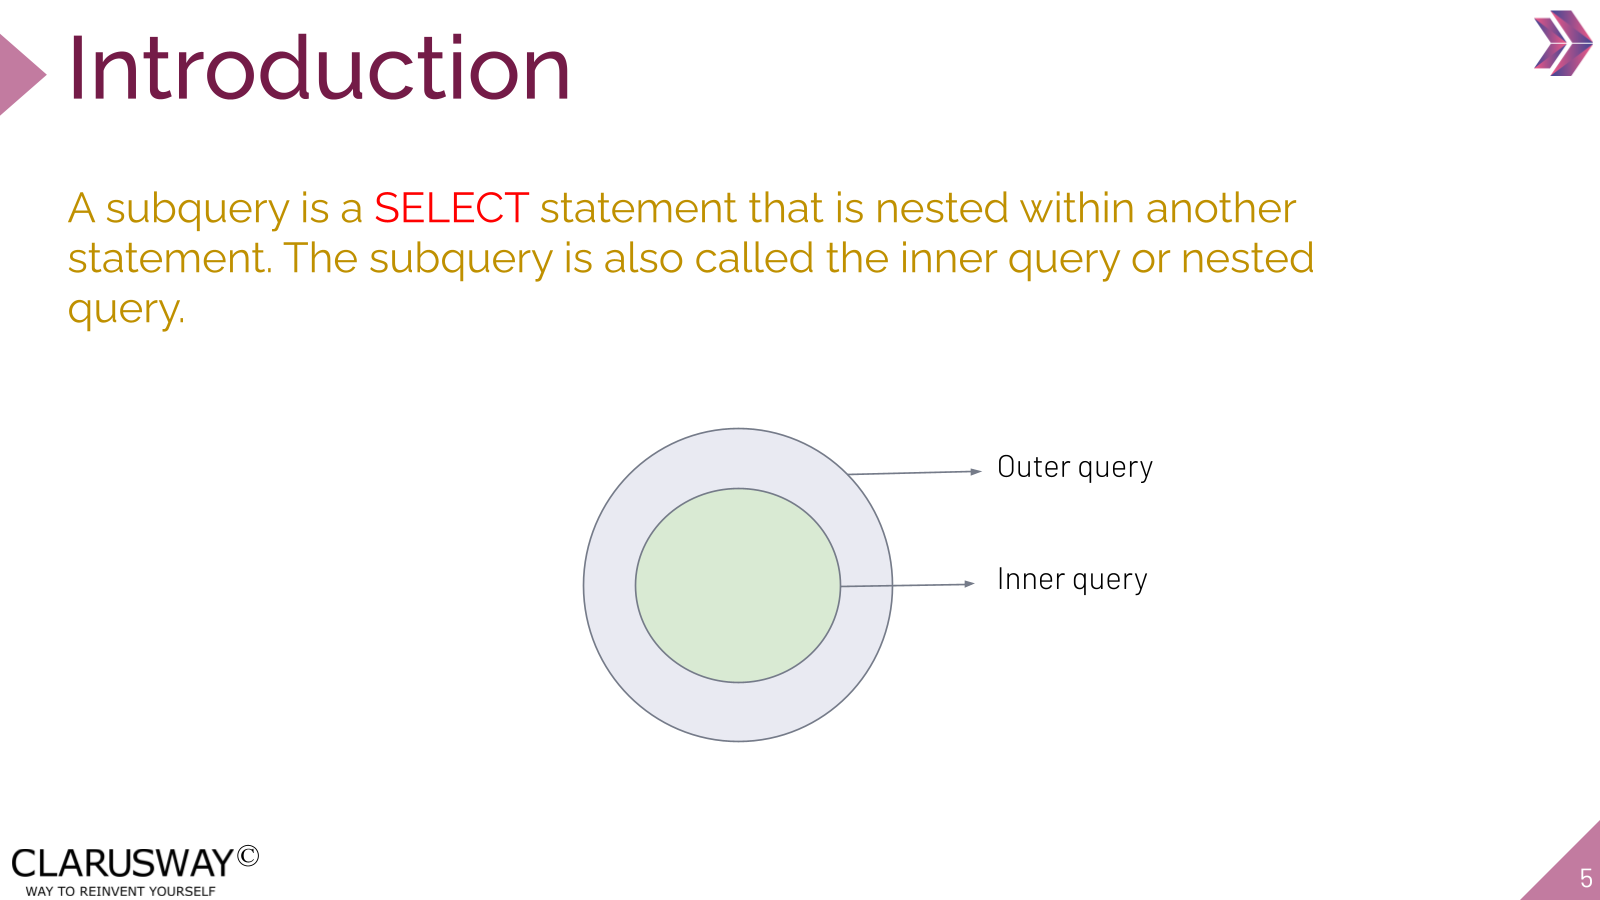 Introduction
A subquery is a SELECT statement that is nested within another
statement. The subquery is also called the inner query or nested
query.
Outer query
Inner query
CLARUSWAY©
WAY TO REINVENT YOURSELF
5